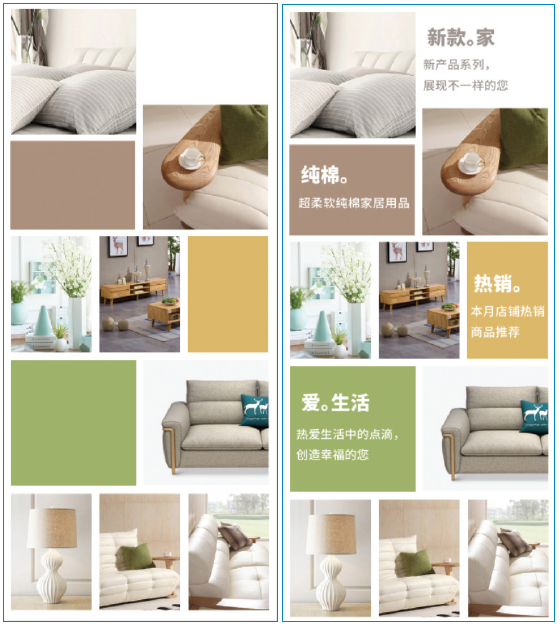 新款。家
新产品系列，
展现不一样的您
纯棉。
超柔软纯棉家居用品
热销。
本月店铺热销
商品推荐
爱。生活
热爱生活中的点滴，
创造幸福的您